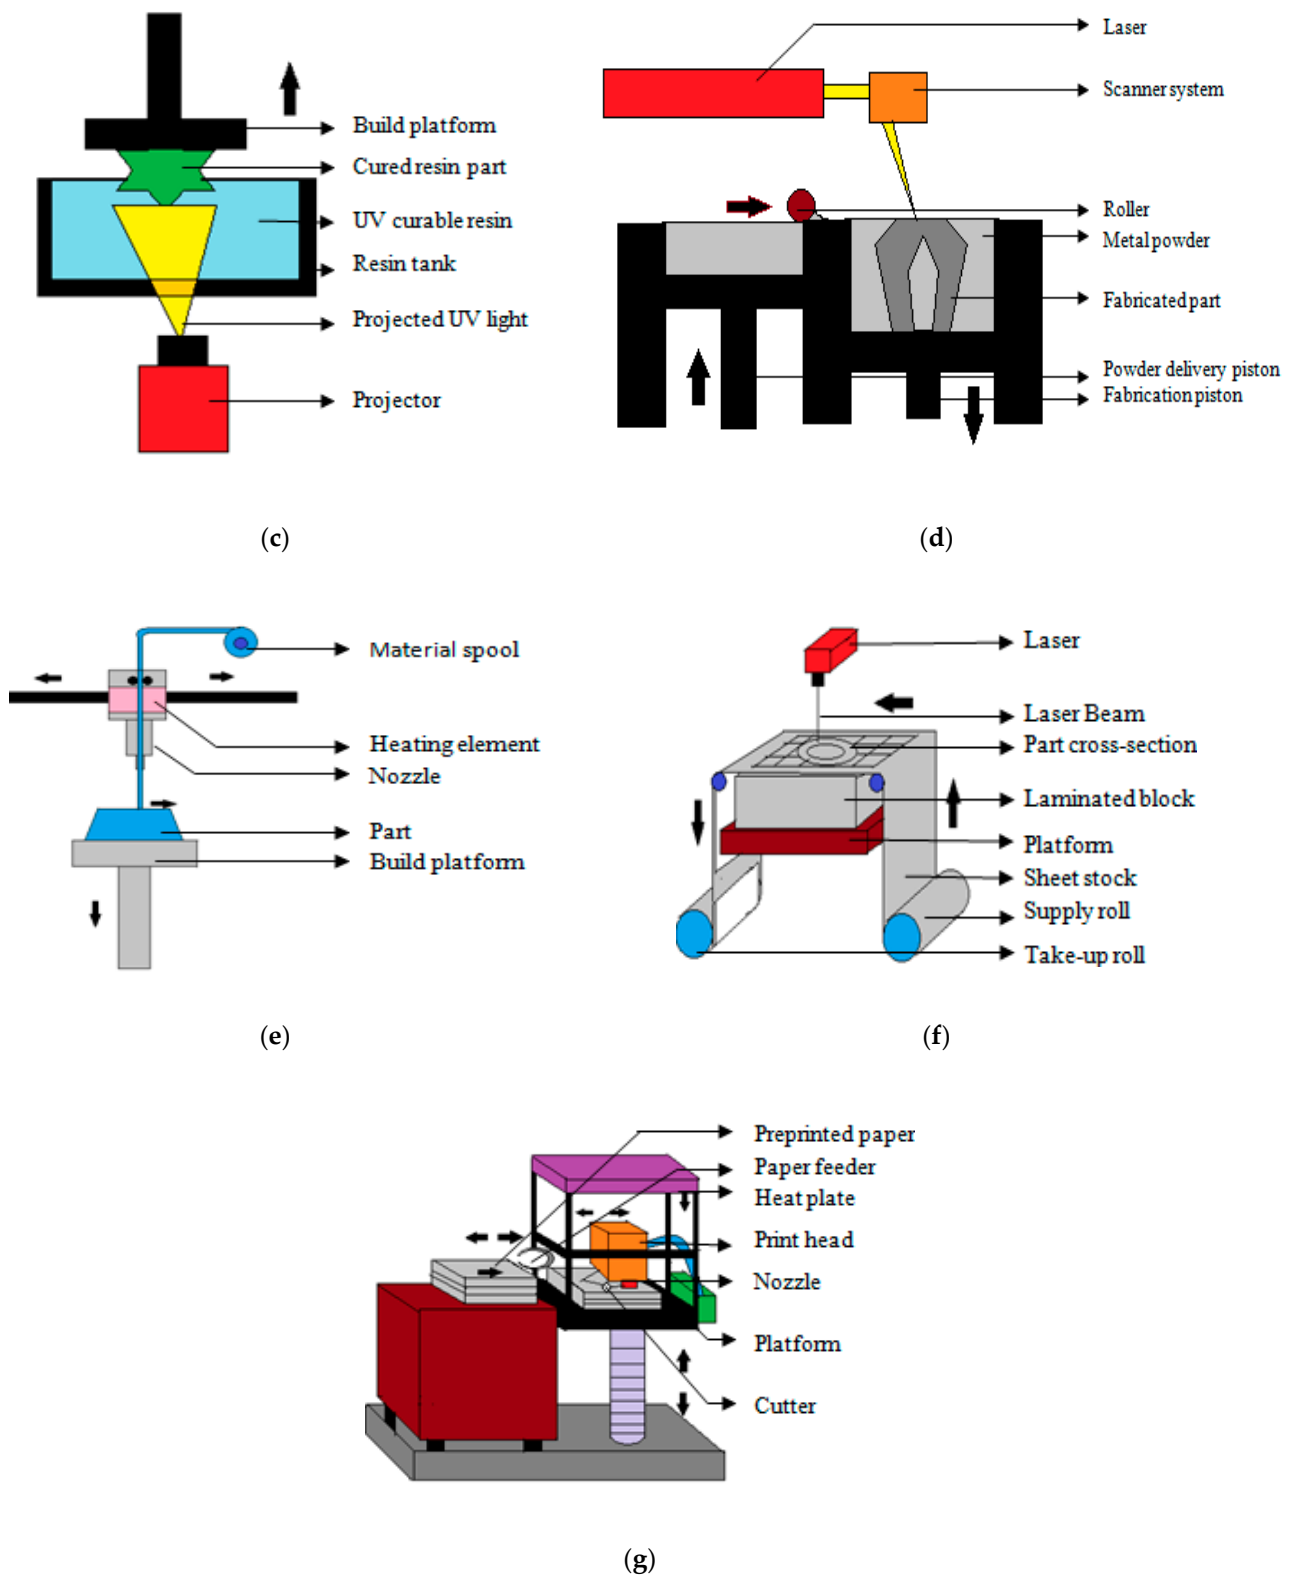 Build platform
Cured resin part
UV curable resin
Resin tank
Projected UV light
Projector
(c)
Laser
Scanner system
Roller
Metal powder
Fabricated part
Powder delivery piston
Fabrication piston
(d)
Material spool
Heating element
Nozzle
Part
Build platform
(e)
Laser
Laser Beam
Part cross-section
Laminated block
Platform
Sheet stock
Supply roll
Take-up roll
(f)
Preprinted paper
Paper feeder
Heat plate
Print head
Nozzle
Platform
Cutter
(g)